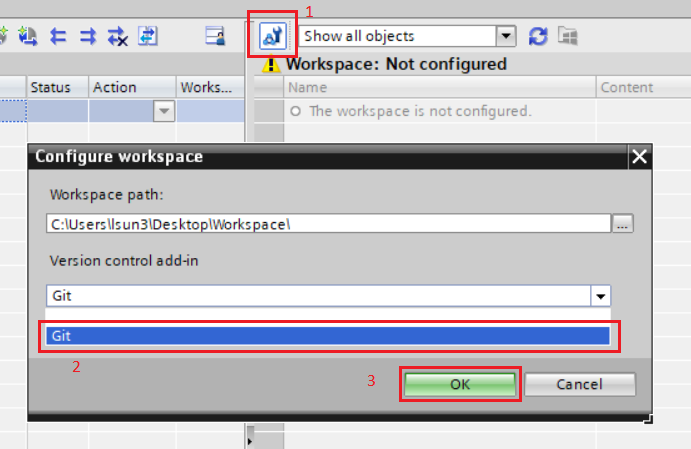 1
Show all objects
Workspace: Not configured
Status Action Works... Name Content
The workspace is not configured.
Configure workspace
Workspace path:
C:\Users\lsun3\Desktop\Workspace\
...
Version control add-in
Git
Git
2
3
OK Cancel